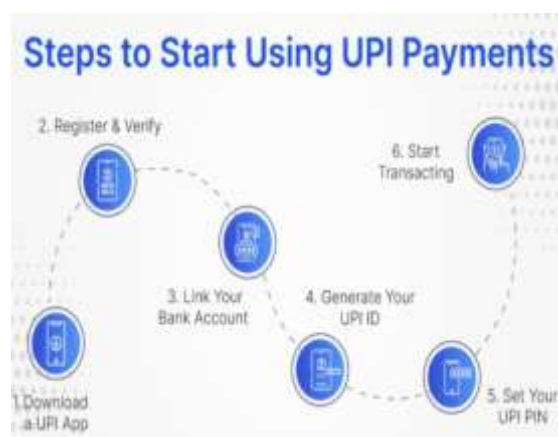 Steps to Start Using UPI Payments
1.Download
a UPI App
2. Register & Verify
3. Link Your
Bank Account
4. Generate Your
UPI ID
5. Set Your
UPI PIN
6. Start
Transacting